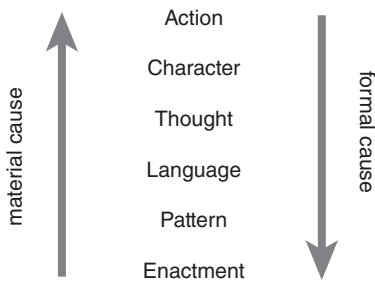 Action
Character
Thought
Language
Pattern
Enactment
material cause
formal cause